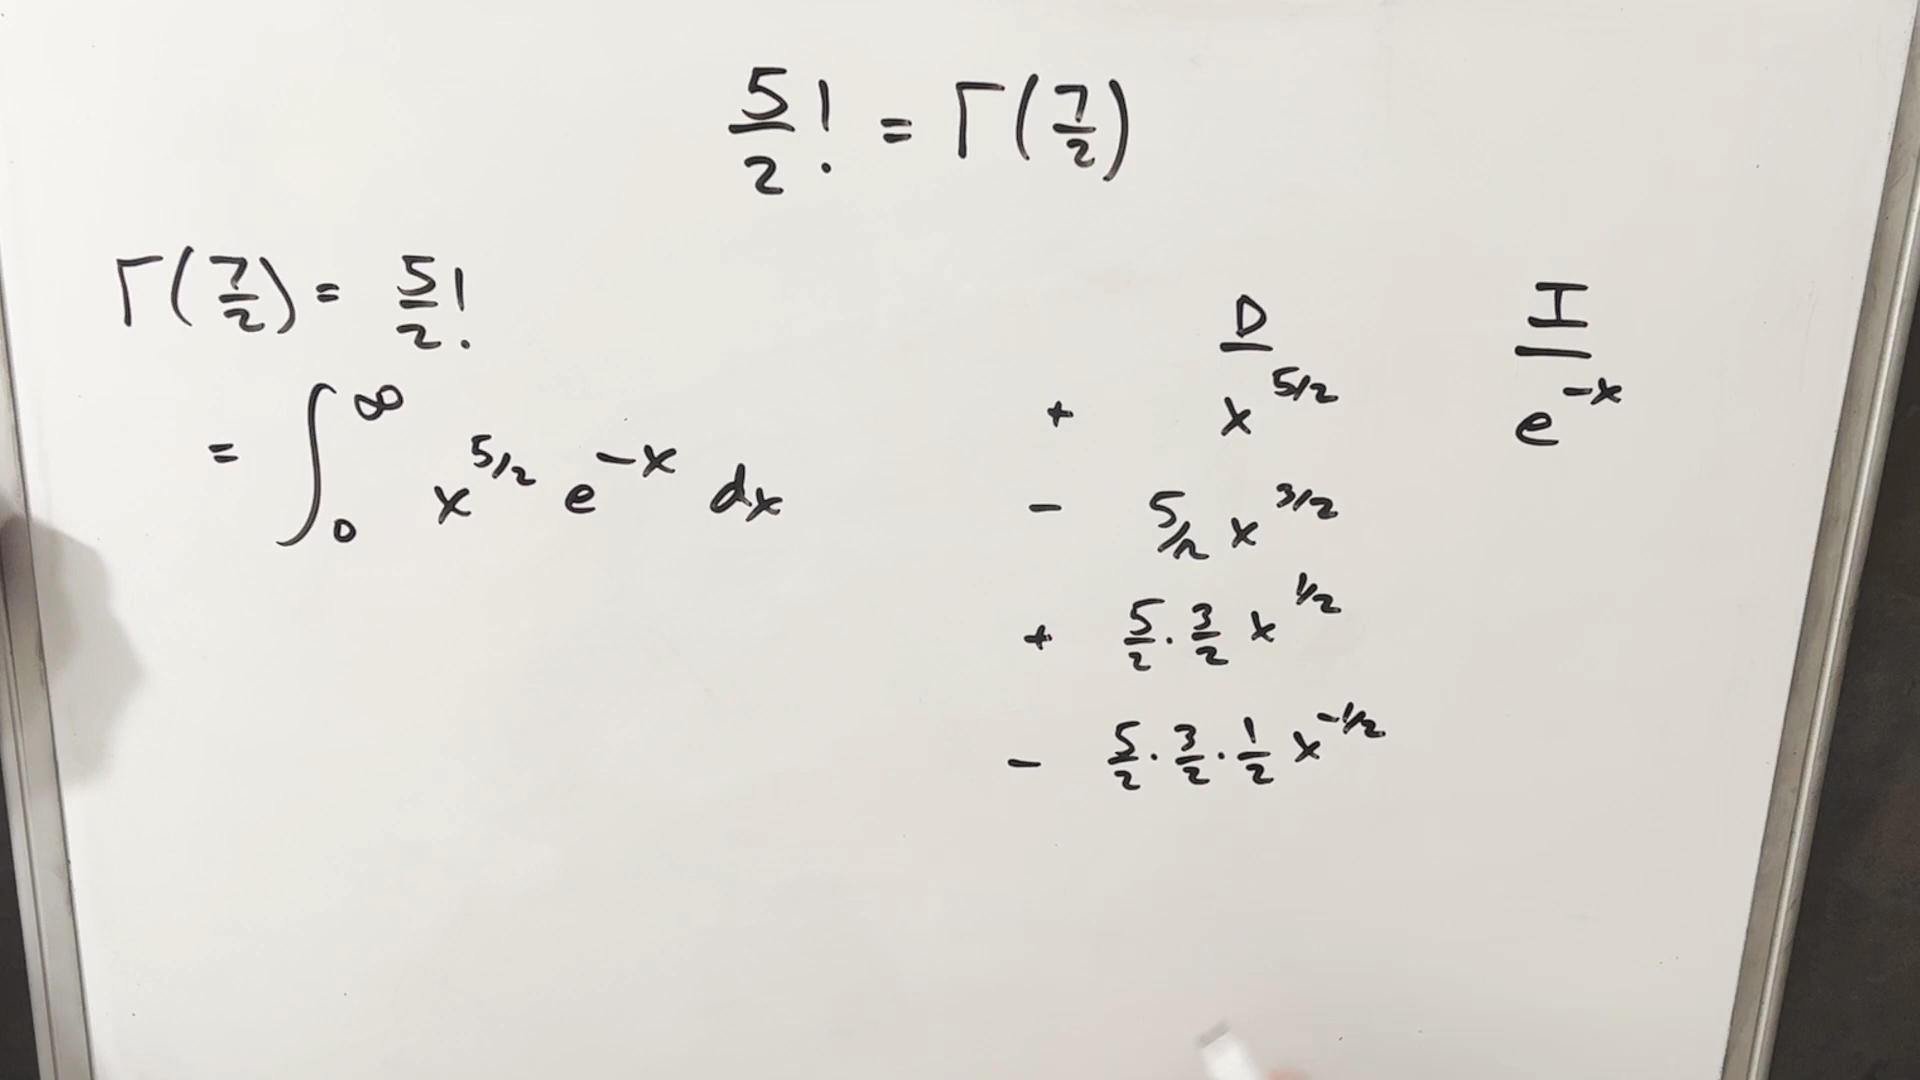 5/2! = Γ(7/2)
Γ(7/2) = 5/2!
= ∫₀^∞ x^5/2 e^-x dx
D I
+ x^5/2 e^-x
- 5/2 x^3/2
+ 5/2 · 3/2 x^1/2
- 5/2 · 3/2 · 1/2 x^-1/2